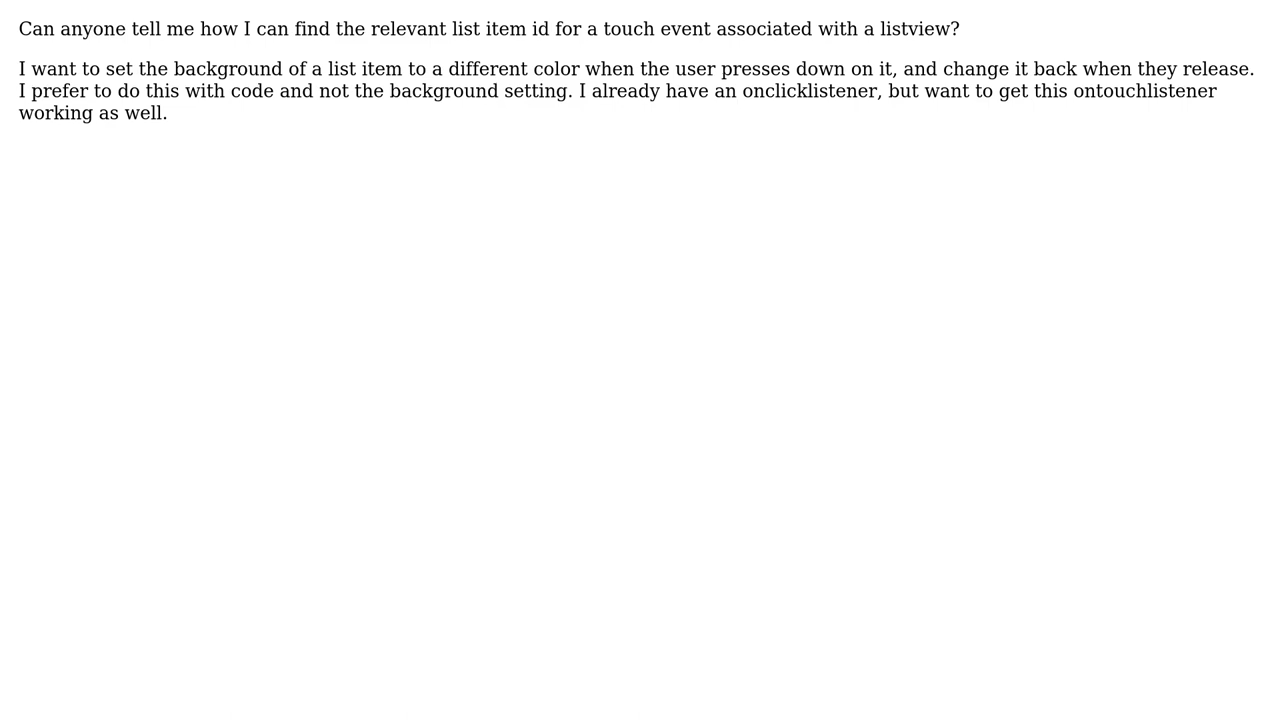 Can anyone tell me how I can find the relevant list item id for a touch event associated with a listview?
I want to set the background of a list item to a different color when the user presses down on it, and change it back when they release.
I prefer to do this with code and not the background setting. I already have an onclicklistener, but want to get this ontouchlistener
working as well.